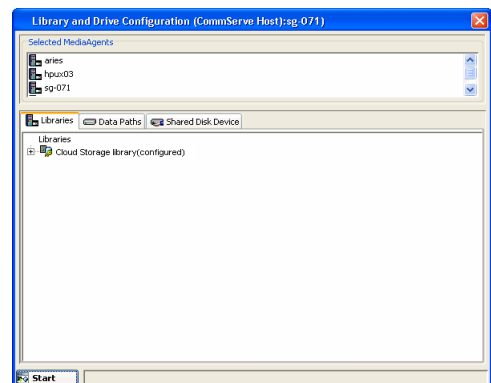 Library and Drive Configuration (CommServe Host):sg-071)
Selected MediaAgents
aries
hpux03
sg-071
Libraries Data Paths Shared Disk Device
Libraries
Cloud Storage library(configured)
Start